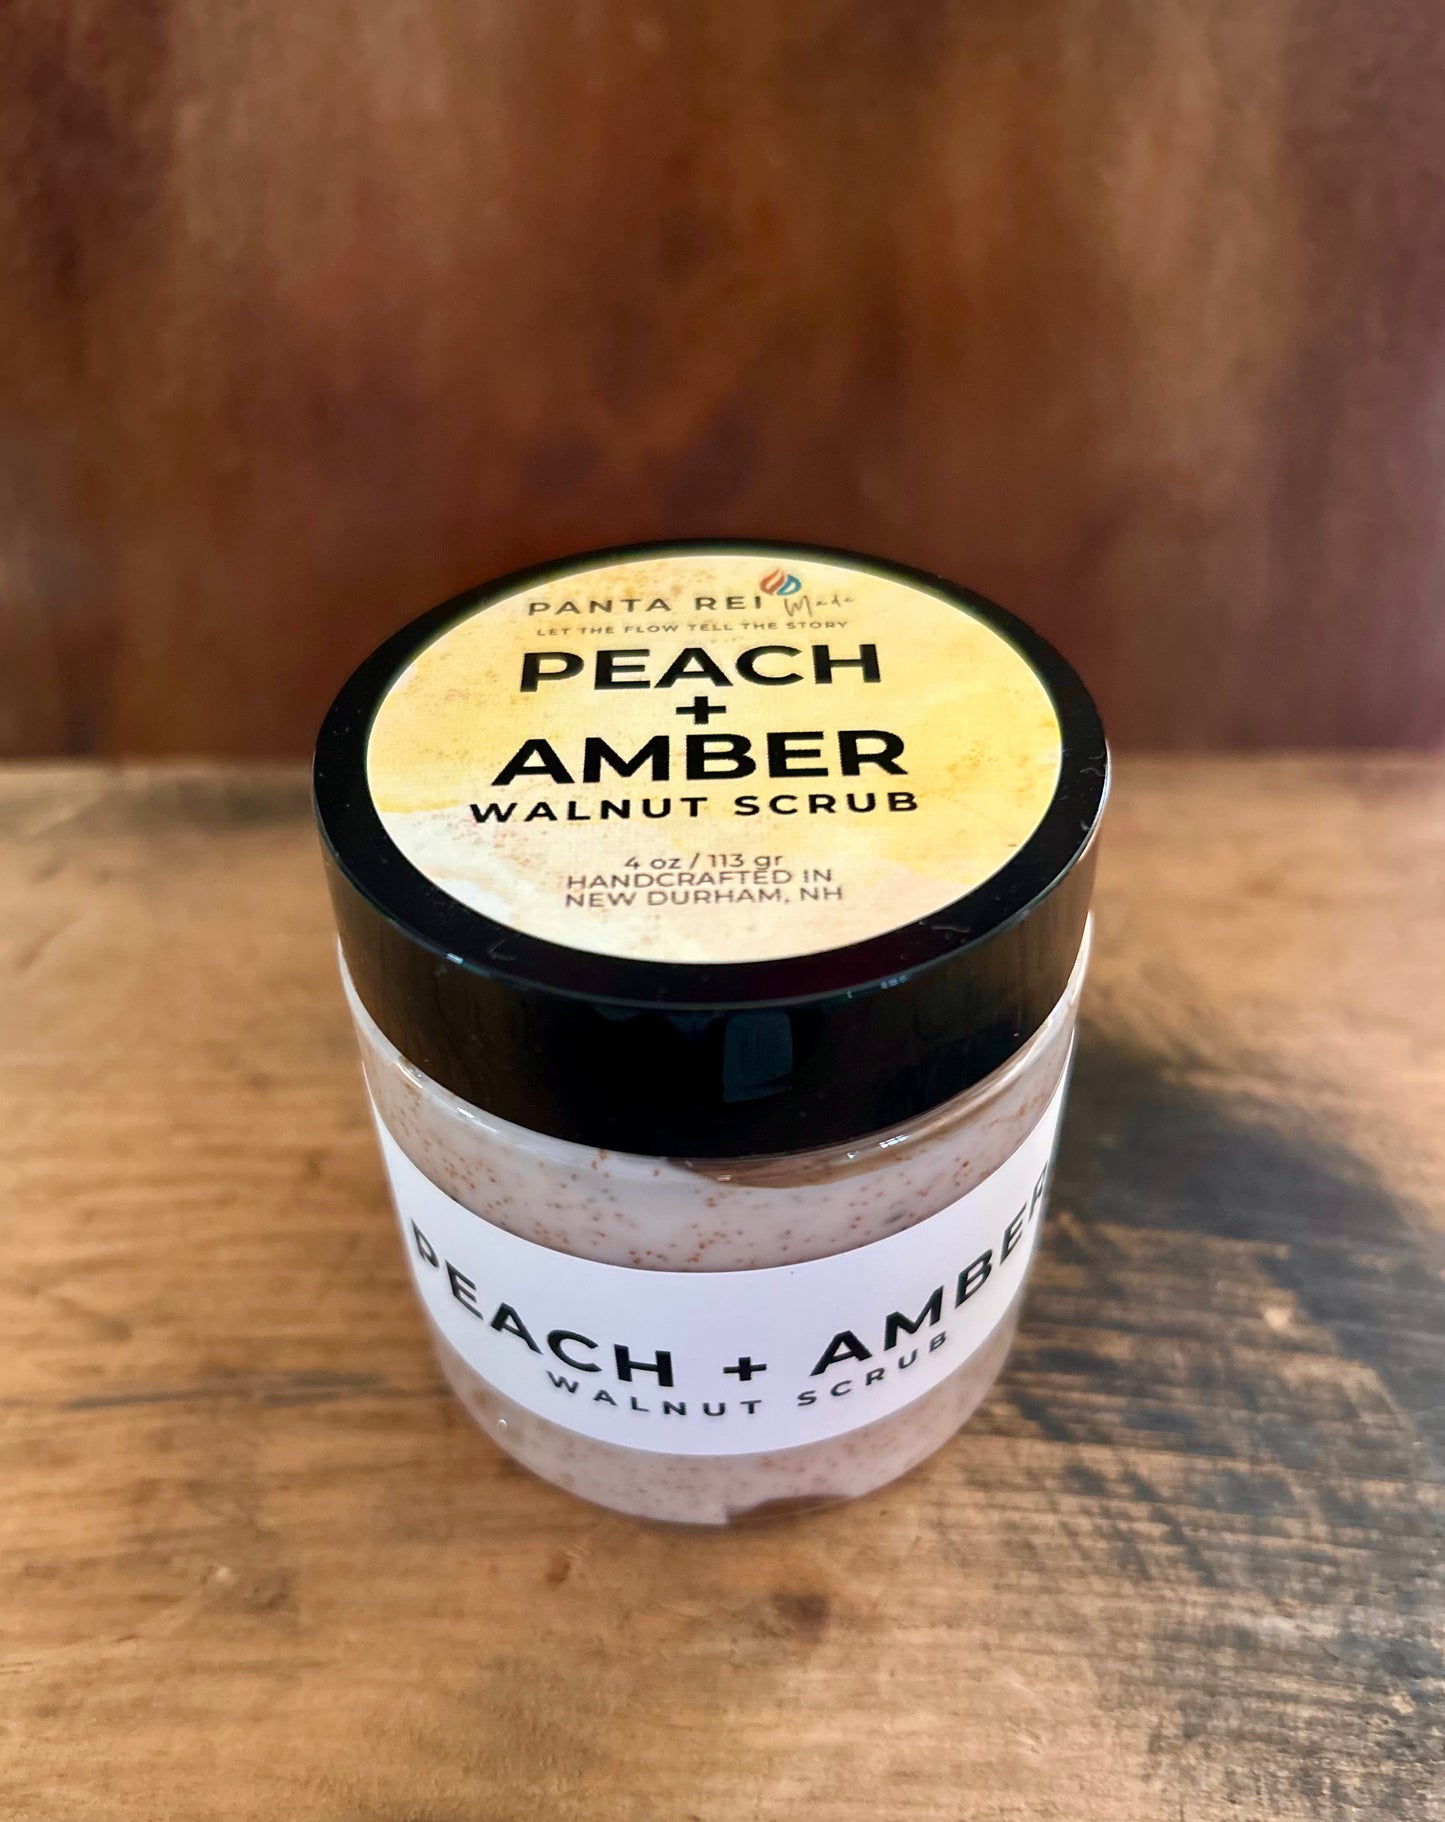 PANTA REI Made
LET THE FLOW TELL THE STORY
PEACH
+
AMBER
WALNUT SCRUB
4 oz / 113 gr
HANDCRAFTED IN
NEW DURHAM, NH
PEACH + AMBER
WALNUT SCRUB